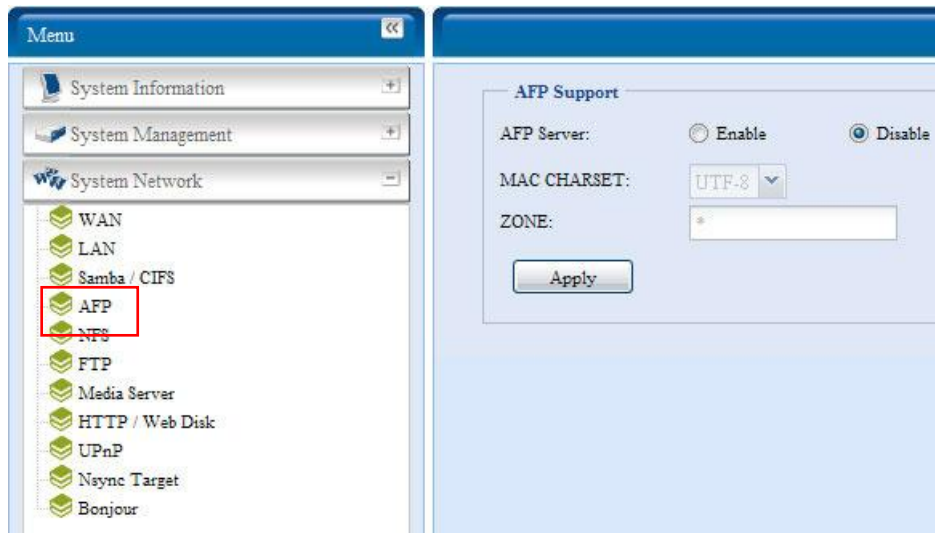 Menu
System Information
System Management
System Network
WAN
LAN
Samba / CIFS
AFP
NFS
FTP
Media Server
HTTP / Web Disk
UPnP
Nsync Target
Bonjour
AFP Support
AFP Server: Enable Disable
MAC CHARSET: UTF-8
ZONE: *
Apply